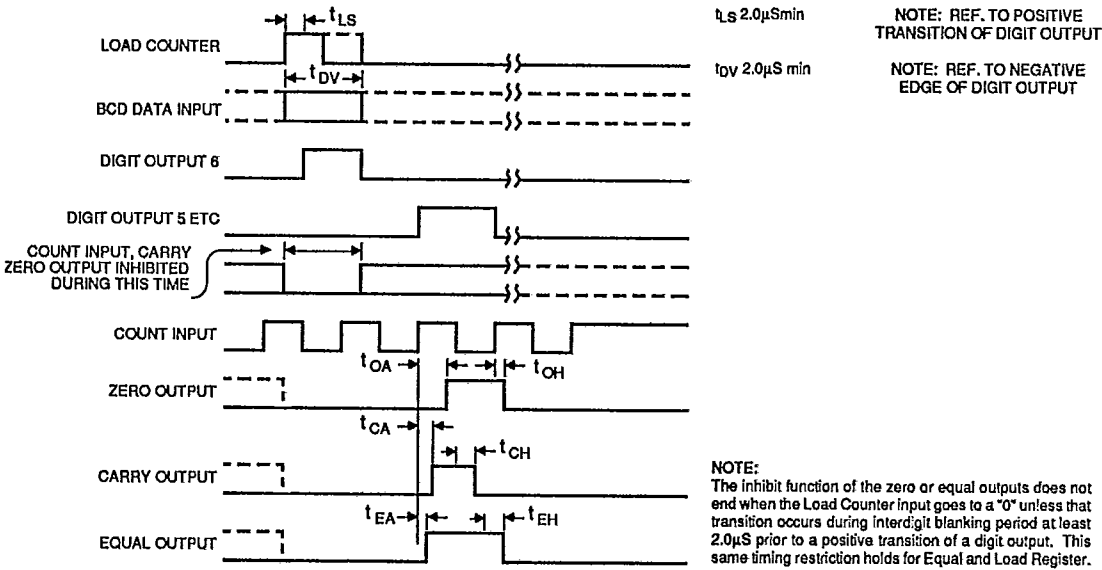 tLS
LOAD COUNTER
tDV
BCD DATA INPUT
DIGIT OUTPUT 6
DIGIT OUTPUT 5 ETC
COUNT INPUT, CARRY
ZERO OUTPUT INHIBITED
DURING THIS TIME
COUNT INPUT
tOA
tOH
ZERO OUTPUT
tCA
tCH
CARRY OUTPUT
tEA
tEH
EQUAL OUTPUT
tLS 2.0µSmin
NOTE: REF. TO POSITIVE
TRANSITION OF DIGIT OUTPUT
tDV 2.0µS min
NOTE: REF. TO NEGATIVE
EDGE OF DIGIT OUTPUT
NOTE:
The inhibit function of the zero or equal outputs does not
end when the Load Counter input goes to a "0" unless that
transition occurs during interdigit blanking period at least
2.0µS prior to a positive transition of a digit output. This
same timing restriction holds for Equal and Load Register.